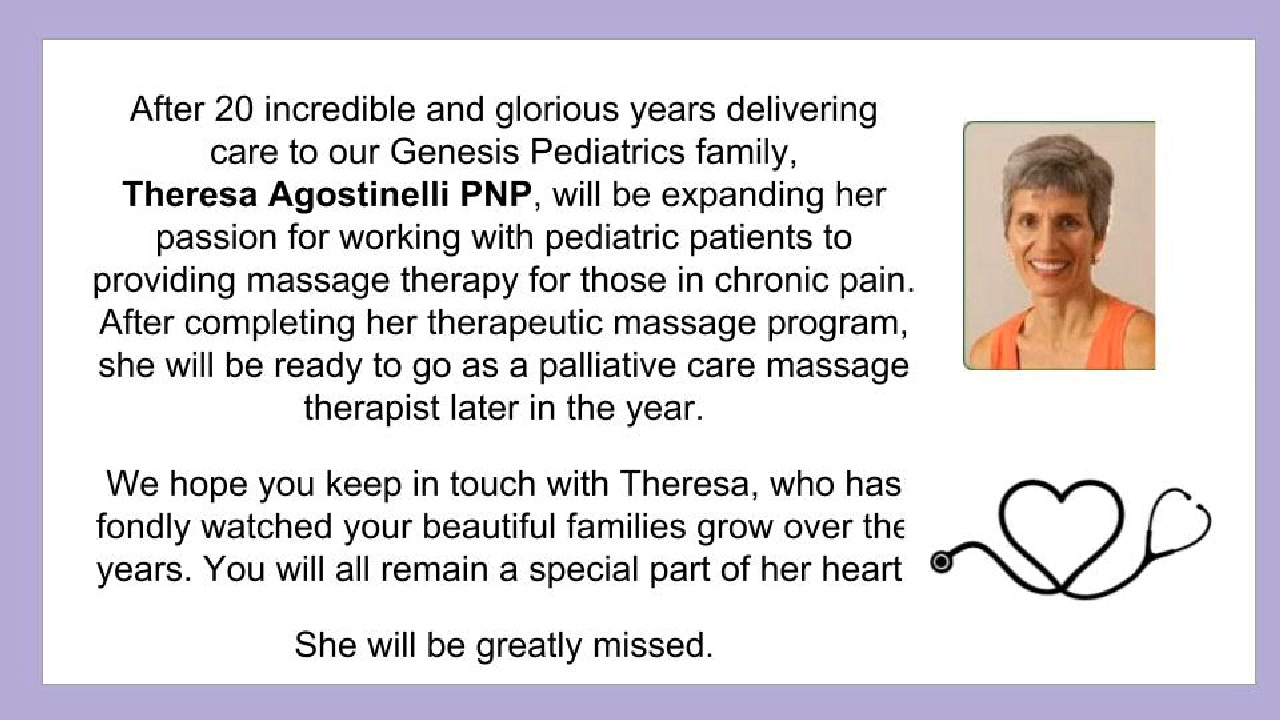 After 20 incredible and glorious years delivering
care to our Genesis Pediatrics family,
Theresa Agostinelli PNP, will be expanding her
passion for working with pediatric patients to
providing massage therapy for those in chronic pain.
After completing her therapeutic massage program,
she will be ready to go as a palliative care massage
therapist later in the year.
We hope you keep in touch with Theresa, who has
fondly watched your beautiful families grow over the
years. You will all remain a special part of her heart
She will be greatly missed.